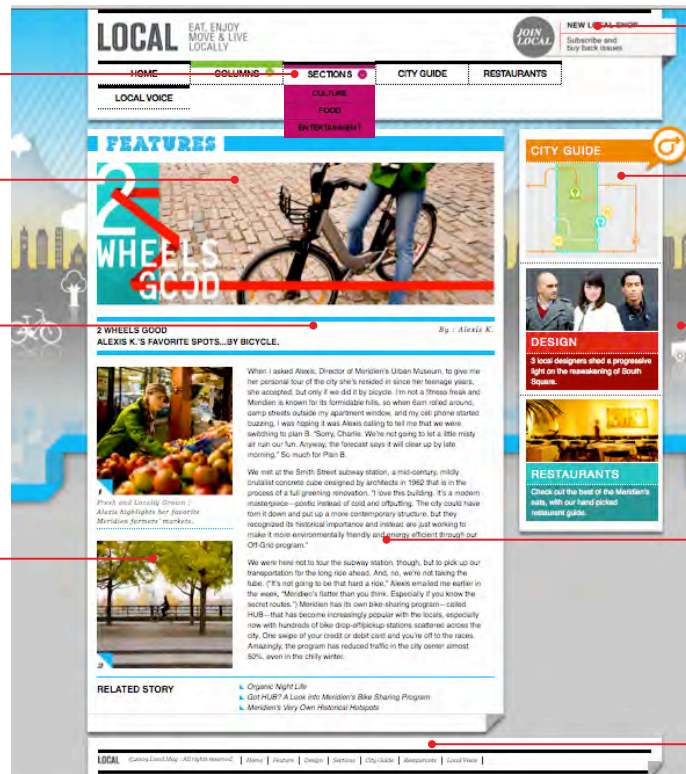 LOCAL
EAT, ENJOY
MOVE & LIVE
LOCALLY
JOIN
LOCAL
NEW LOCAL SHOP
Subscribe and
buy back issues
HOME
COLUMNS
SECTIONS
CITY GUIDE
RESTAURANTS
LOCAL VOICE
CULTURE
FOOD
ENTERTAINMENT
FEATURES
2
WHEELS
GOOD
2 WHEELS GOOD
By : Alexis K.
ALEXIS K.'S FAVORITE SPOTS...BY BICYCLE.
When I asked Alexis, Director of Meridien's Urban Museum, to give me
her personal tour of the city she's resided in since her teenage years,
she accepted, but only if we did it by bicycle. I'm not a fitness freak and
Meridien is known for its formidable hills, so when 6am rolled around,
damp streets outside my apartment window, and my cell phone started
buzzing, I was hoping it was Alexis calling to tell me that we were
switching to plan B. "Sorry, Charlie. We're not going to let a little misty
air run our fun. Anyway, the forecast says it will clear up by late
morning." So much for Plan B.
We met at the Smith Street subway station, a mid-century, mildly
brutalist concrete cube designed by architects in 1962 that is in the
process of a full greening renovation. "I love this building. It's a modern
masterpiece—poetic instead of cold and offputting. The city could have
torn it down and put up a more contemporary structure, but they
recognized its historical importance and instead are just working to
make it more environmentally friendly and energy efficient through our
Off-Grid program."
We were here not to tour the subway station, though, but to pick up our
transportation for the long ride ahead. And, no, we're not taking the
tube. ("It's not going to be that hard a ride," Alexis emailed me earlier in
the week, "Meridien's flatter than you think. Especially if you know the
secret routes.") Meridien has its own bike-sharing program—called
HUB—that has become increasingly popular with the locals, especially
now with hundreds of bike drop-off/pickup stations scattered across the
city. One swipe of your credit or debit card and you're off to the races.
Amazingly, the program has reduced traffic in the city center almost
50%, even in the chilly winter.
1
Fresh and Locally Grown :
Alexis highlights her favorite
Meridien farmers' markets.
2
RELATED STORY
Organic Night Life
Got HUB? A Look into Meridien's Bike Sharing Program
Meridien's Very Own Historical Hotspots
CITY GUIDE
DESIGN
3 local designers shed a progressive
light on the reawakening of South
Square.
RESTAURANTS
Check out the best of the Meridien's
eats, with our hand picked
restaurant guide.
LOCAL ©2009 Local Mag : All rights reserved | Home | Feature | Design | Sections | City Guide | Restaurants | Local Voice |